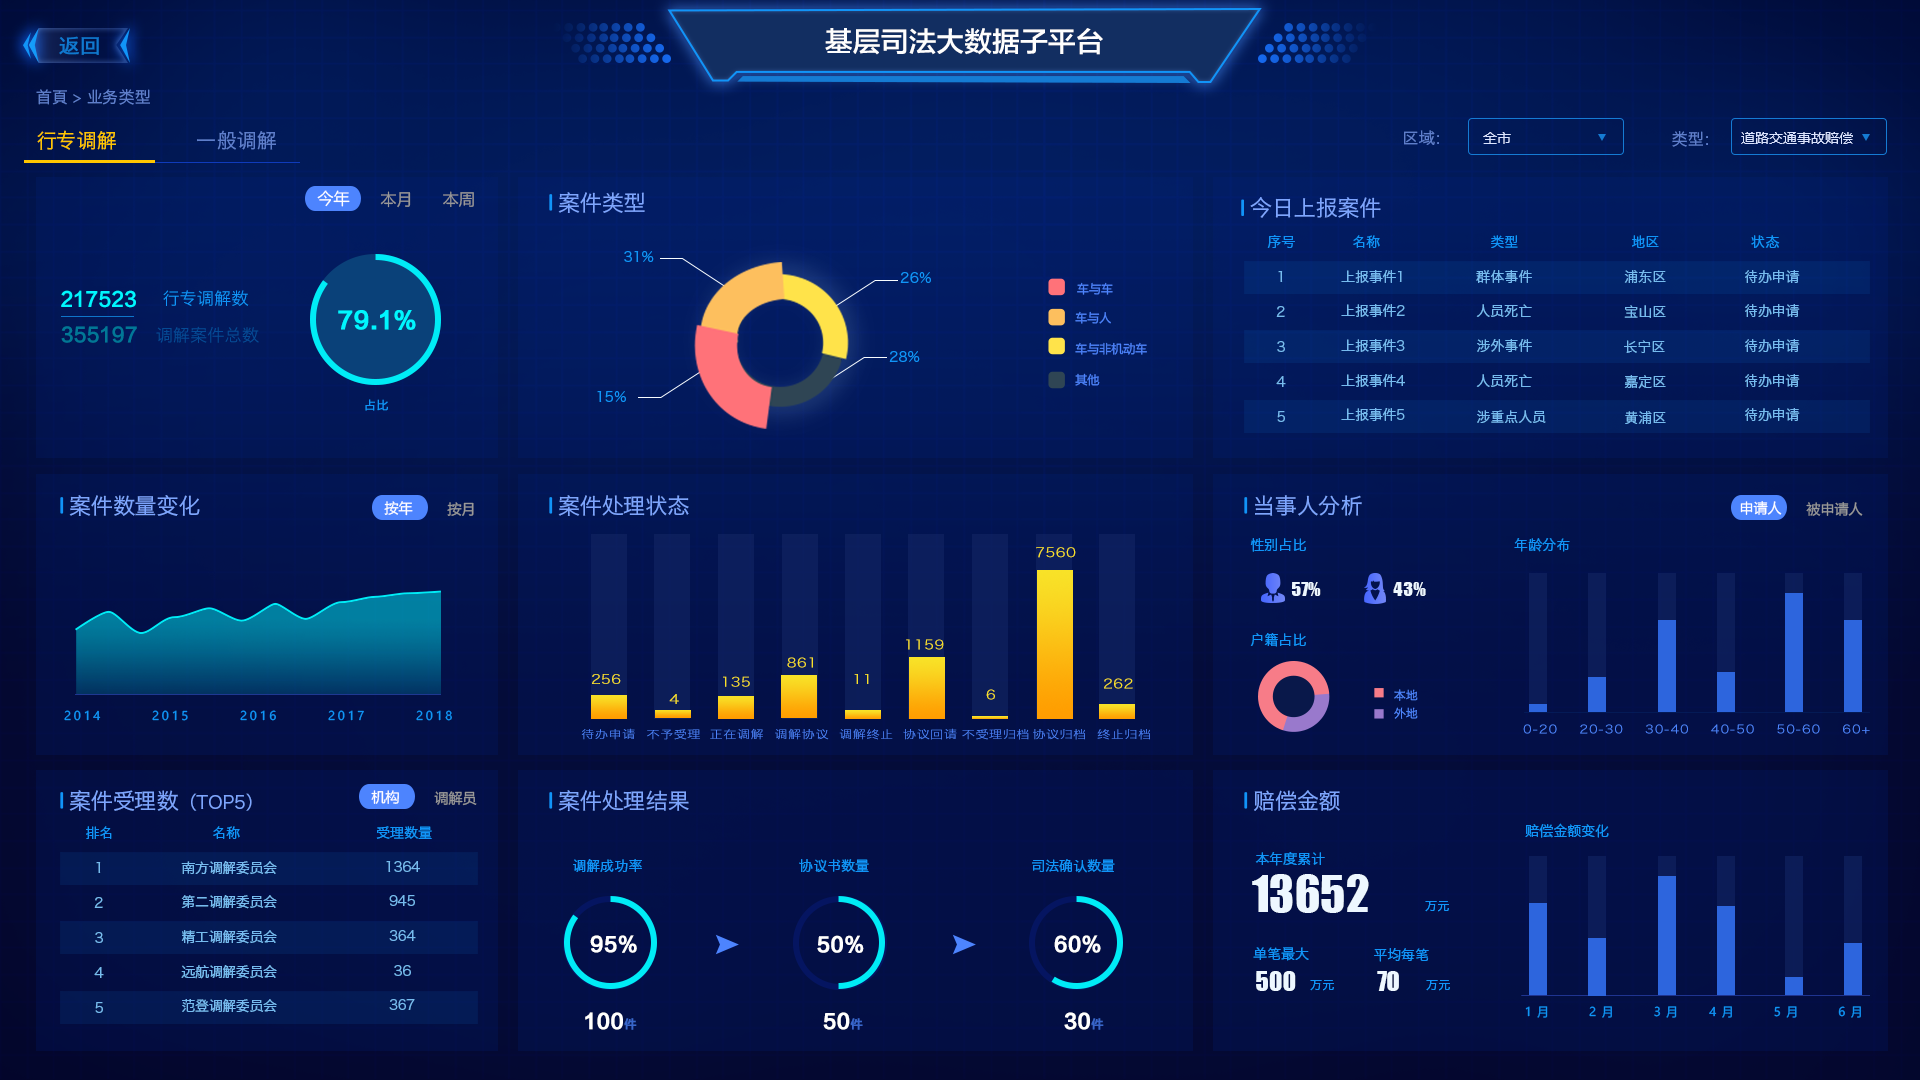 返回
基层司法大数据子平台
首頁 > 业务类型
行专调解 一般调解
区域: 全市 类型: 道路交通事故赔偿
今年 本月 本周
217523 行专调解数
355197 调解案件总数
79.1%
占比
案件类型
31%
26%
28%
15%
车与车
车与人
车与非机动车
其他
今日上报案件
序号 名称 类型 地区 状态
1 上报事件1 群体事件 浦东区 待办申请
2 上报事件2 人员死亡 宝山区 待办申请
3 上报事件3 涉外事件 长宁区 待办申请
4 上报事件4 人员死亡 嘉定区 待办申请
5 上报事件5 涉重点人员 黄浦区 待办申请
案件数量变化
按年 按月
2014 2015 2016 2017 2018
案件处理状态
256 4 135 861 11 1159 6 7560 262
待办申请 不予受理 正在调解 调解协议 调解终止 协议回请 不受理归档 协议归档 终止归档
当事人分析
申请人 被申请人
性别占比
57% 43%
户籍占比
本地
外地
年龄分布
0-20 20-30 30-40 40-50 50-60 60+
案件受理数（TOP5）
机构 调解员
排名 名称 受理数量
1 南方调解委员会 1364
2 第二调解委员会 945
3 精工调解委员会 364
4 远航调解委员会 36
5 范登调解委员会 367
案件处理结果
调解成功率 协议书数量 司法确认数量
95% 50% 60%
100件 50件 30件
赔偿金额
本年度累计
13652 万元
单笔最大 平均每笔
500 万元 70 万元
赔偿金额变化
1 月 2 月 3 月 4 月 5 月 6 月